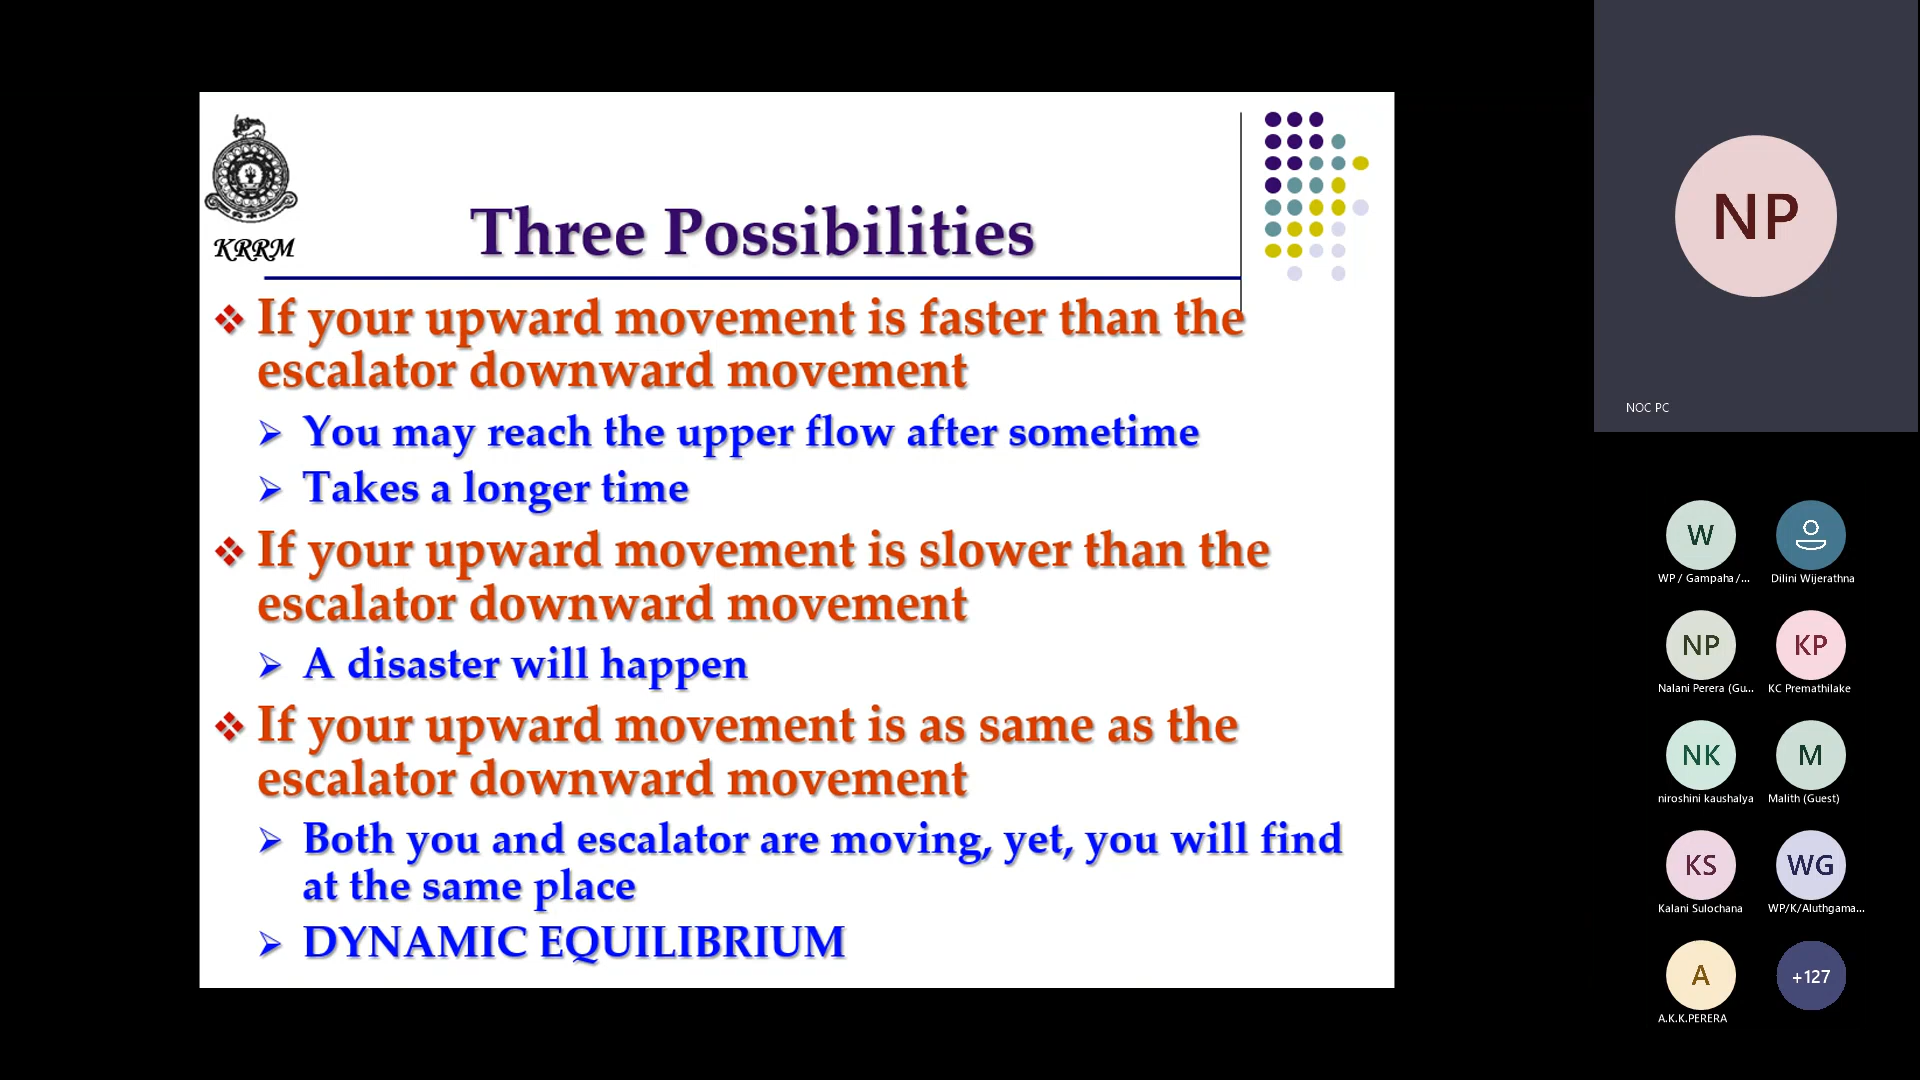 KRRM
Three Possibilities
If your upward movement is faster than the
escalator downward movement
You may reach the upper flow after sometime
Takes a longer time
If your upward movement is slower than the
escalator downward movement
A disaster will happen
If your upward movement is as same as the
escalator downward movement
Both you and escalator are moving, yet, you will find
at the same place
DYNAMIC EQUILIBRIUM
NP
NOC PC
W
WP / Gampaha /...
Dilini Wijerathna
NP
Nalani Perera (Gu...
KP
KC Premathilake
NK
niroshini kaushalya
M
Malith (Guest)
KS
Kalani Sulochana
WG
WP/K/Aluthgama...
A
A.K.K.PERERA
+127